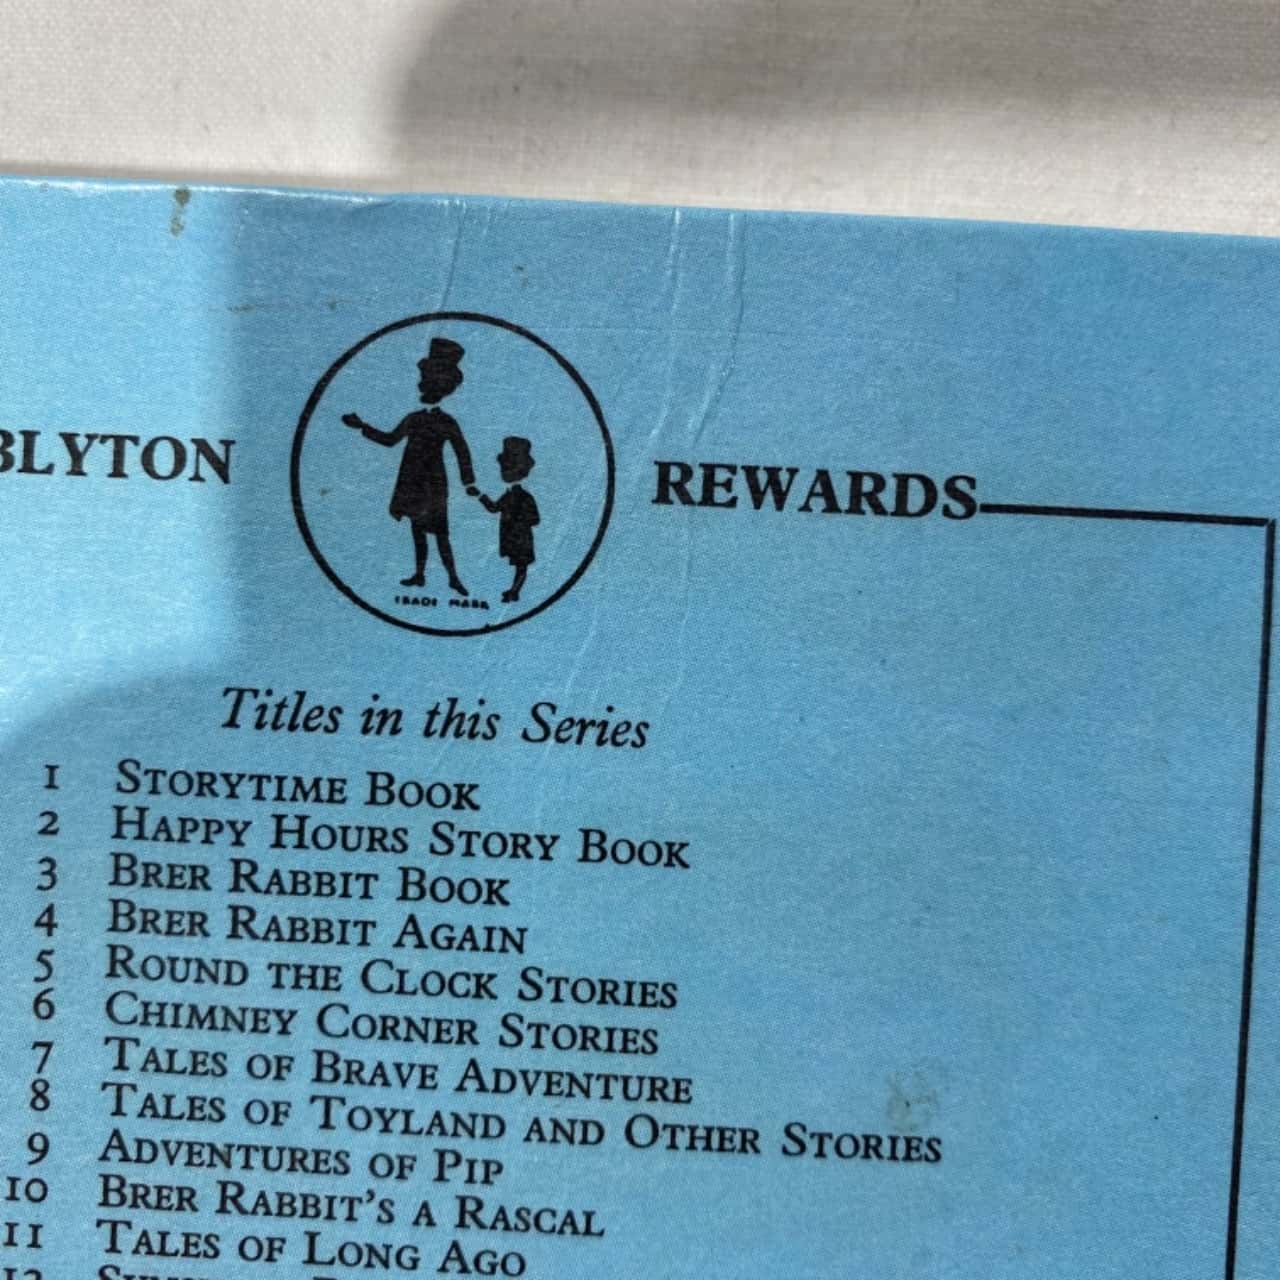 BLYTON REWARDS
TRADE MARK
Titles in this Series
1 STORYTIME BOOK
2 HAPPY HOURS STORY BOOK
3 BRER RABBIT BOOK
4 BRER RABBIT AGAIN
5 ROUND THE CLOCK STORIES
6 CHIMNEY CORNER STORIES
7 TALES OF BRAVE ADVENTURE
8 TALES OF TOYLAND AND OTHER STORIES
9 ADVENTURES OF PIP
10 BRER RABBIT'S A RASCAL
11 TALES OF LONG AGO
12